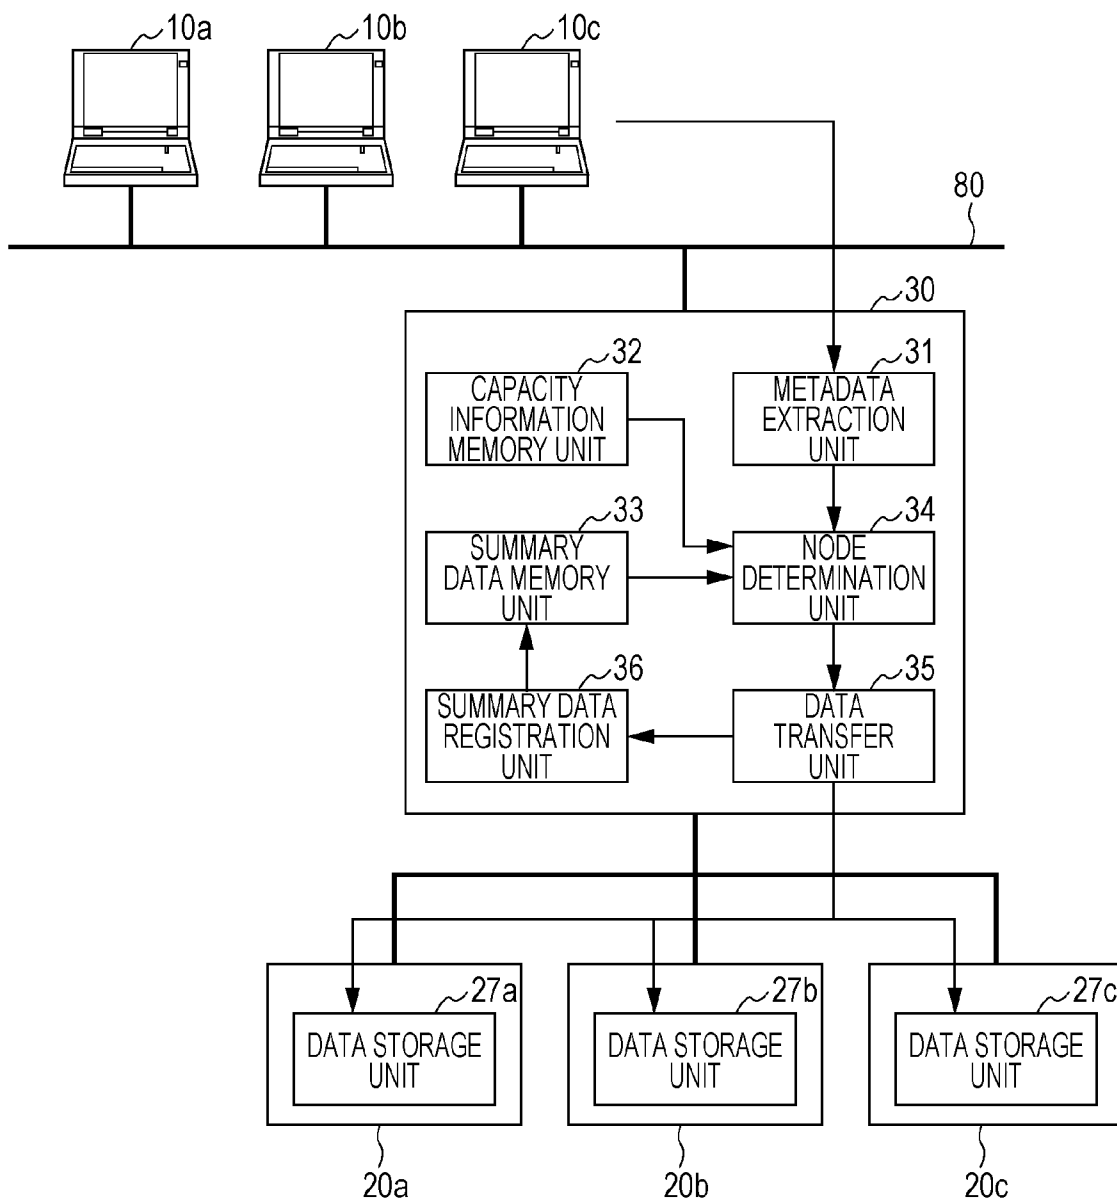 10a
10b
10c
80
30
32
CAPACITY
INFORMATION
MEMORY UNIT
31
METADATA
EXTRACTION
UNIT
33
SUMMARY
DATA MEMORY
UNIT
34
NODE
DETERMINATION
UNIT
36
SUMMARY DATA
REGISTRATION
UNIT
35
DATA
TRANSFER
UNIT
27a
DATA STORAGE
UNIT
27b
DATA STORAGE
UNIT
27c
DATA STORAGE
UNIT
20a
20b
20c